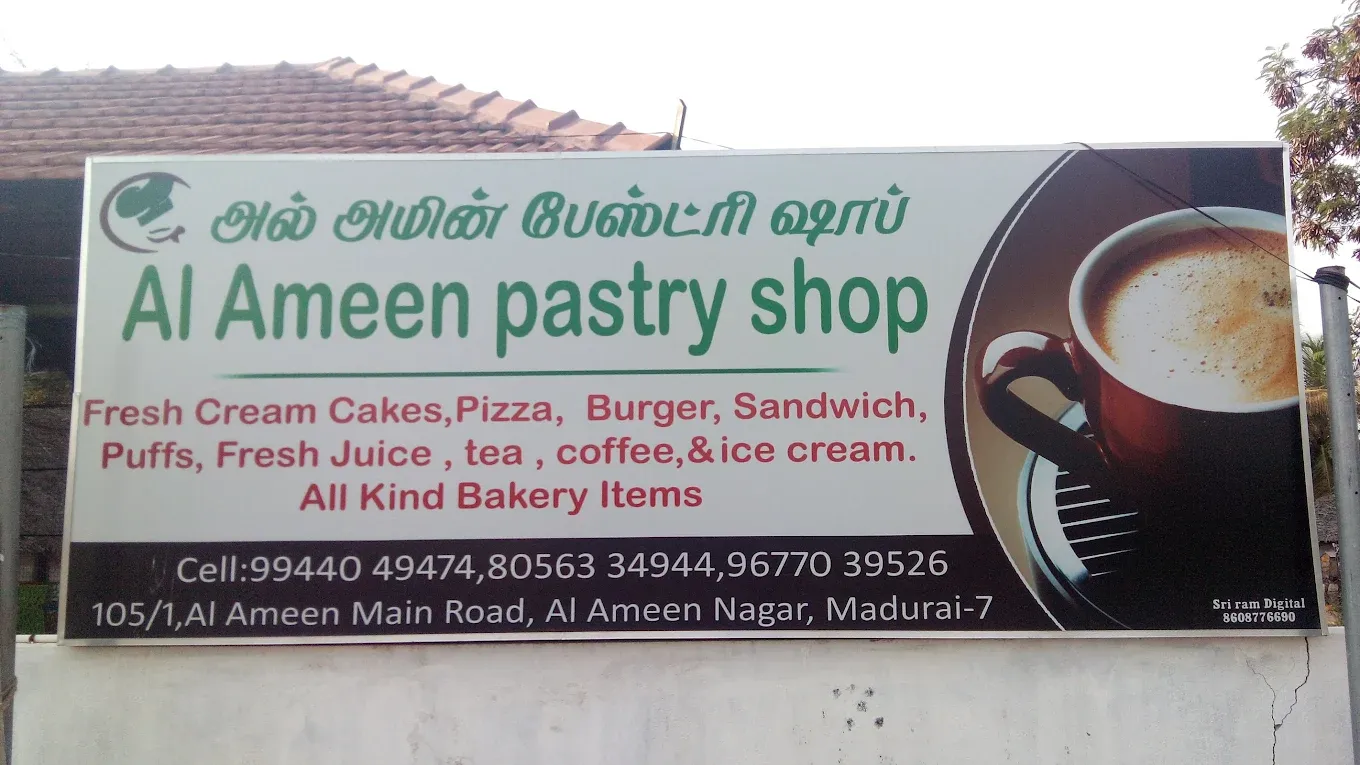 அல் அமின் பேஸ்ட்ரி ஷாப்
Al Ameen pastry shop
Fresh Cream Cakes,Pizza, Burger, Sandwich,
Puffs, Fresh Juice , tea , coffee,&ice cream.
All Kind Bakery Items
Cell:99440 49474,80563 34944,96770 39526
105/1,Al Ameen Main Road, Al Ameen Nagar, Madurai-7
Sri ram Digital
8608776690